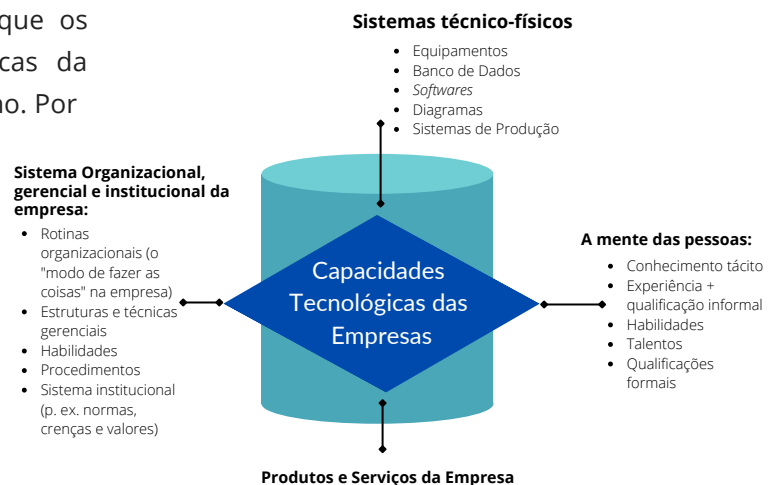 que os
cas da
no. Por
Sistemas técnico-físicos
Equipamentos
Banco de Dados
Softwares
Diagramas
Sistemas de Produção
Sistema Organizacional,
gerencial e institucional da
empresa:
Rotinas
organizacionais (o
"modo de fazer as
coisas" na empresa)
Estruturas e técnicas
gerenciais
Habilidades
Procedimentos
Sistema institucional
(p. ex. normas,
crenças e valores)
Capacidades
Tecnológicas das
Empresas
A mente das pessoas:
Conhecimento tácito
Experiência +
qualificação informal
Habilidades
Talentos
Qualificações
formais
Produtos e Serviços da Empresa